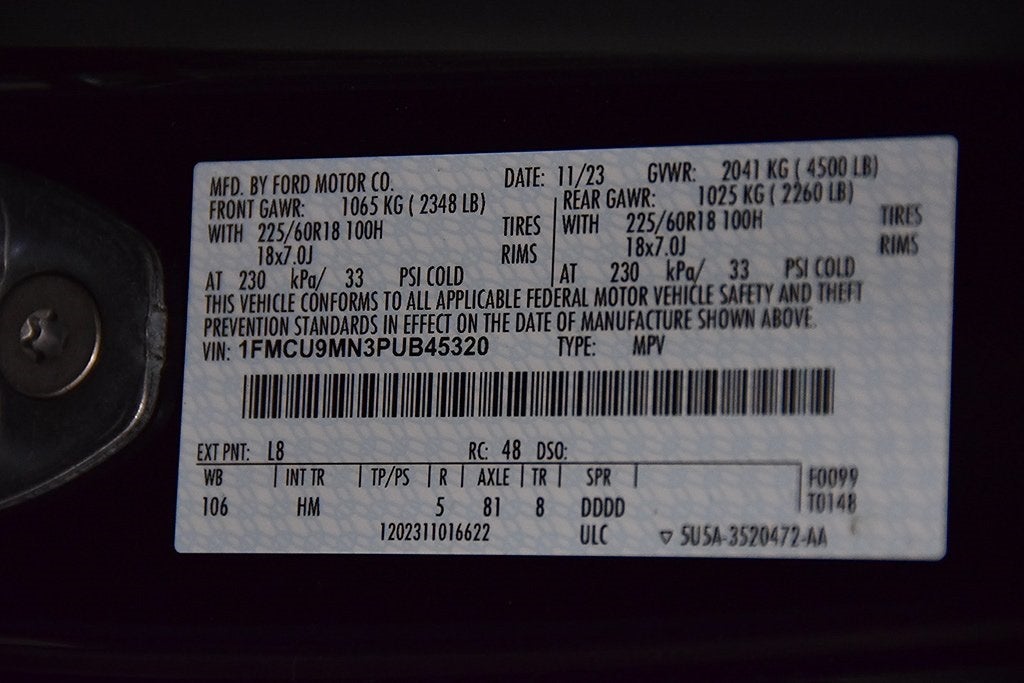 MFD. BY FORD MOTOR CO. DATE: 11/23 GVWR: 2041 KG ( 4500 LB)
FRONT GAWR: 1065 KG ( 2348 LB) REAR GAWR: 1025 KG ( 2260 LB)
WITH 225/60R18 100H TIRES WITH 225/60R18 100H TIRES
18x7.0J RIMS 18x7.0J RIMS
AT 230 kPa/ 33 PSI COLD AT 230 kPa/ 33 PSI COLD
THIS VEHICLE CONFORMS TO ALL APPLICABLE FEDERAL MOTOR VEHICLE SAFETY AND THEFT
PREVENTION STANDARDS IN EFFECT ON THE DATE OF MANUFACTURE SHOWN ABOVE.
VIN: 1FMCU9MN3PUB45320 TYPE: MPV
EXT PNT: L8 RC: 48 DSO:
WB INT TR TP/PS R AXLE TR SPR F0099
106 HM 5 81 8 DDDD T0148
1202311016622 ULC ▽ 5U5A-3520472-AA